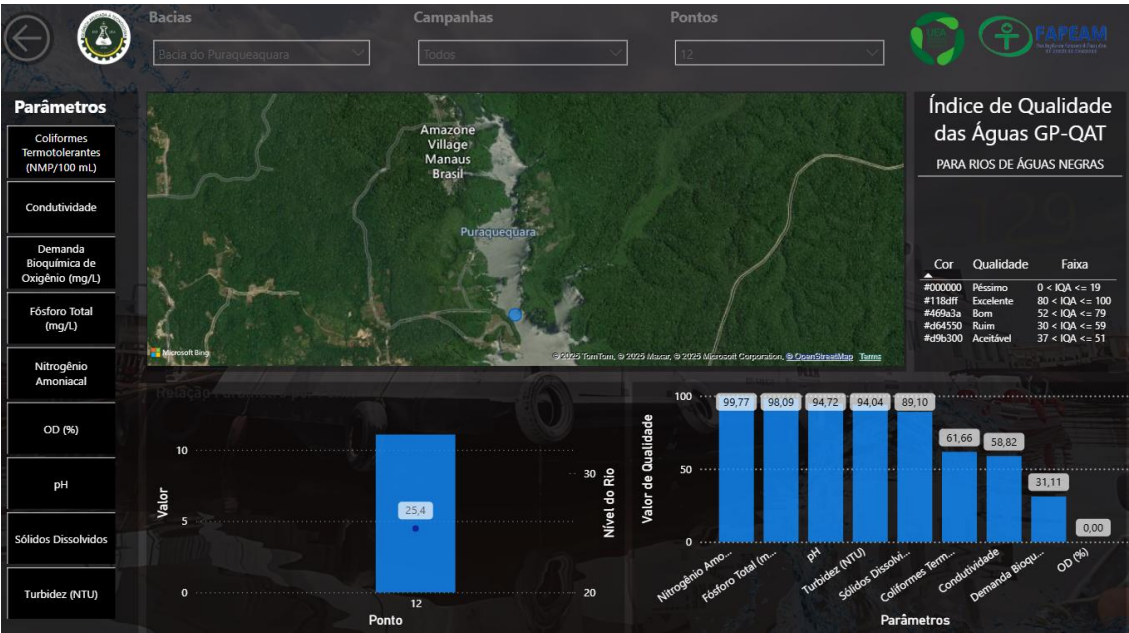 Bacias
Campanhas
Pontos
Bacia do Puraquequara
Todos
12
UEA
FAPEAM
Parâmetros
Coliformes
Termotolerantes
(NMP/100 mL)
Condutividade
Demanda
Bioquímica de
Oxigênio (mg/L)
Fósforo Total
(mg/L)
Nitrogênio
Amoniacal
OD (%)
pH
Sólidos Dissolvidos
Turbidez (NTU)
Amazone
Village
Manaus
Brasil
Puraquequara
Microsoft Bing
© 2025 TomTom, © 2025 Maxar, © 2025 Microsoft Corporation, © OpenStreetMap Terms
Índice de Qualidade
das Águas GP-QAT
PARA RIOS DE ÁGUAS NEGRAS
129
Cor Qualidade Faixa
#000000 Péssimo 0 < IQA <= 19
#118dff Excelente 80 < IQA <= 100
#469a3a Bom 52 < IQA <= 79
#d64550 Ruim 30 < IQA <= 59
#d9b300 Aceitável 37 < IQA <= 51
10
5
0
Valor
25,4
30
20
Nível do Rio
12
Ponto
100
50
0
Valor de Qualidade
99,77 98,09 94,72 94,04 89,10 61,66 58,82 31,11 0,00
Nitrogênio Amo...
Fósforo Total (m...
pH
Turbidez (NTU)
Sólidos Dissolvi...
Coliformes Term...
Condutividade
Demanda Bioqu...
OD (%)
Parâmetros